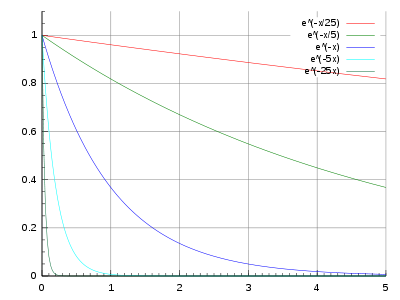 e^(-x/25)
e^(-x/5)
e^(-x)
e^(-5x)
e^(-25x)
1
0.8
0.6
0.4
0.2
0
0 1 2 3 4 5